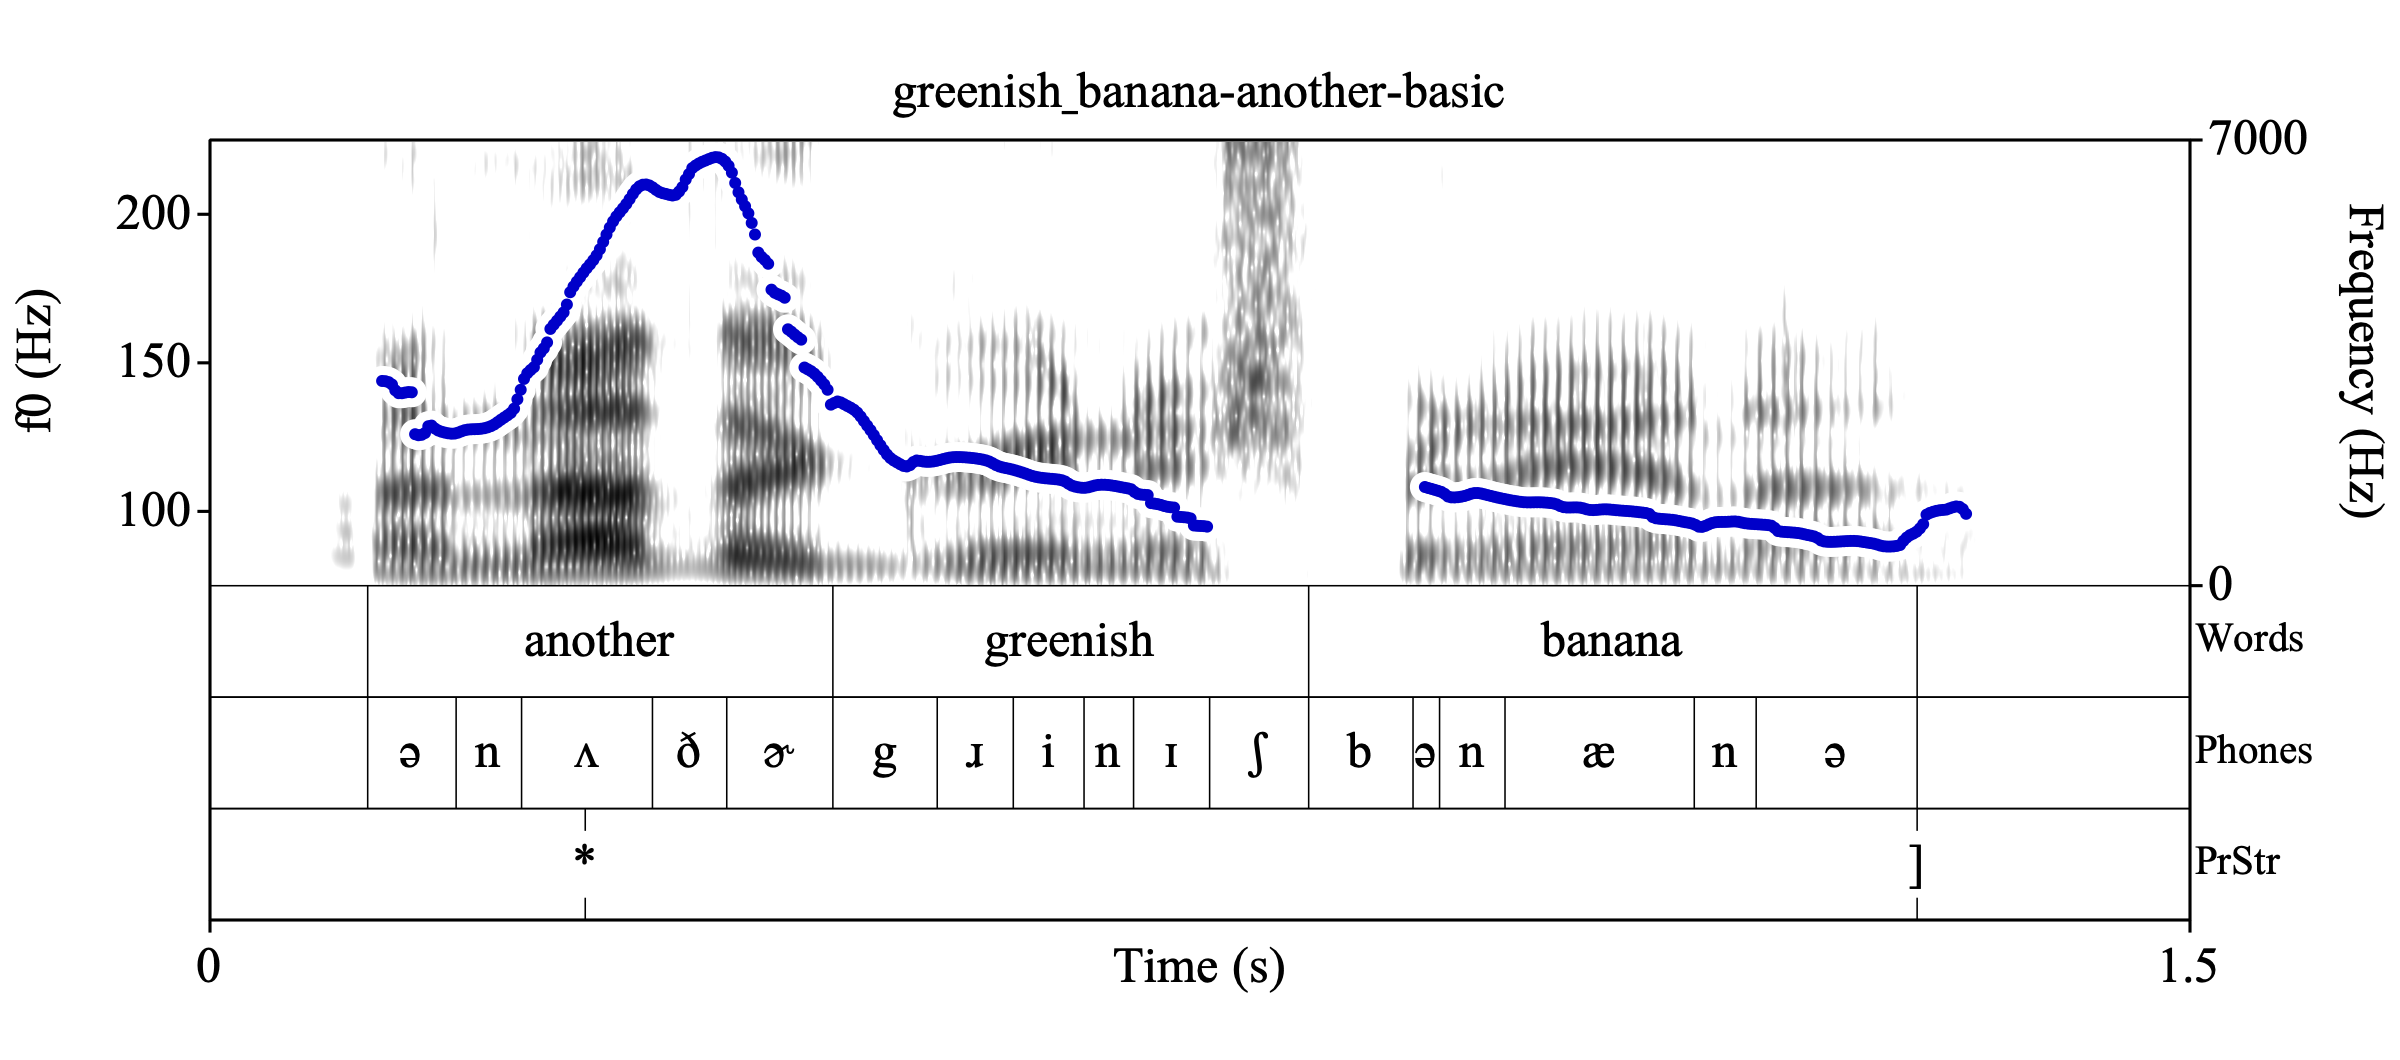 greenish_banana-another-basic
7000
200
150
100
f0 (Hz)
Frequency (Hz)
0
another greenish banana Words
ə n ʌ ð ɚ g ɹ i n ɪ ʃ b ə n æ n ə Phones
* ] PrStr
0 Time (s) 1.5